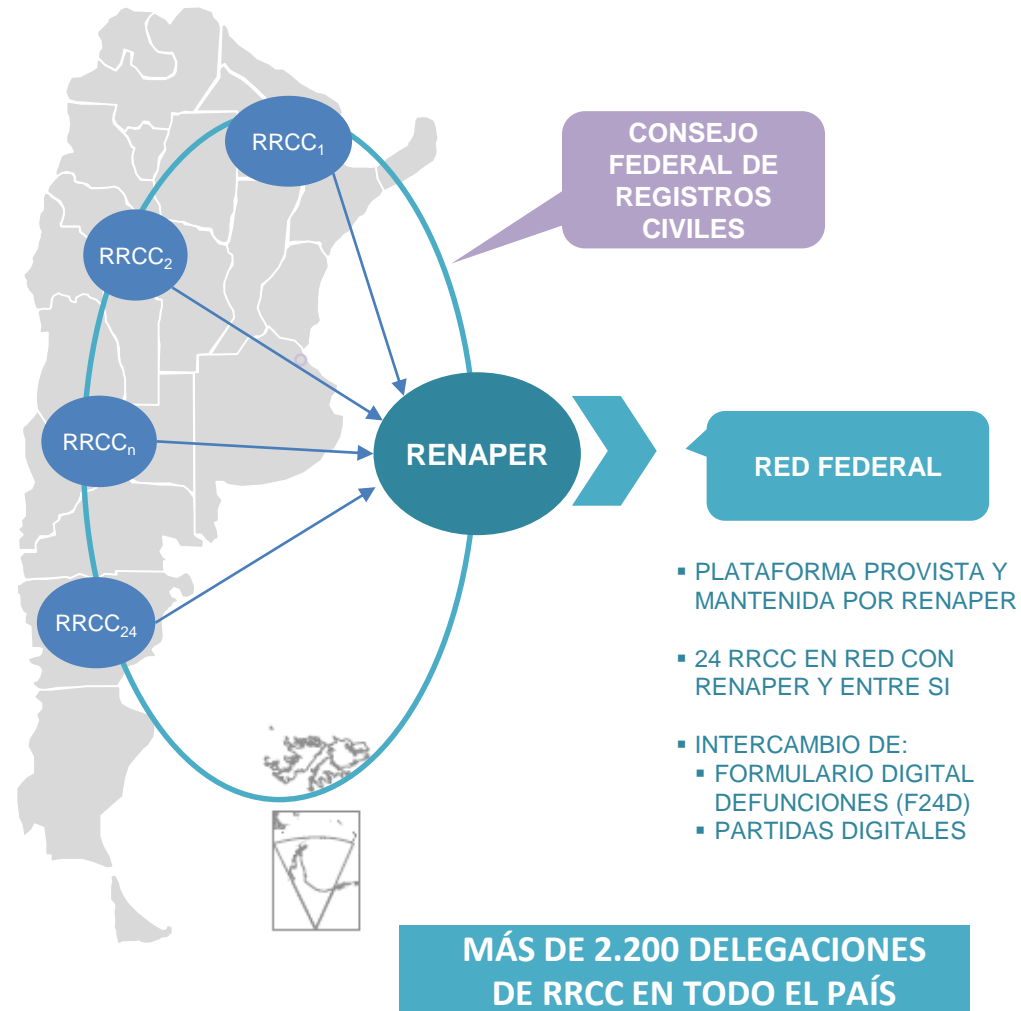 RRCC₁
CONSEJO
FEDERAL DE
REGISTROS
CIVILES
RRCC₂
RRCCₙ
RENAPER
RED FEDERAL
RRCC₂₄
▪ PLATAFORMA PROVISTA Y
MANTENIDA POR RENAPER
▪ 24 RRCC EN RED CON
RENAPER Y ENTRE SI
▪ INTERCAMBIO DE:
▪ FORMULARIO DIGITAL
DEFUNCIONES (F24D)
▪ PARTIDAS DIGITALES
MÁS DE 2.200 DELEGACIONES
DE RRCC EN TODO EL PAÍS